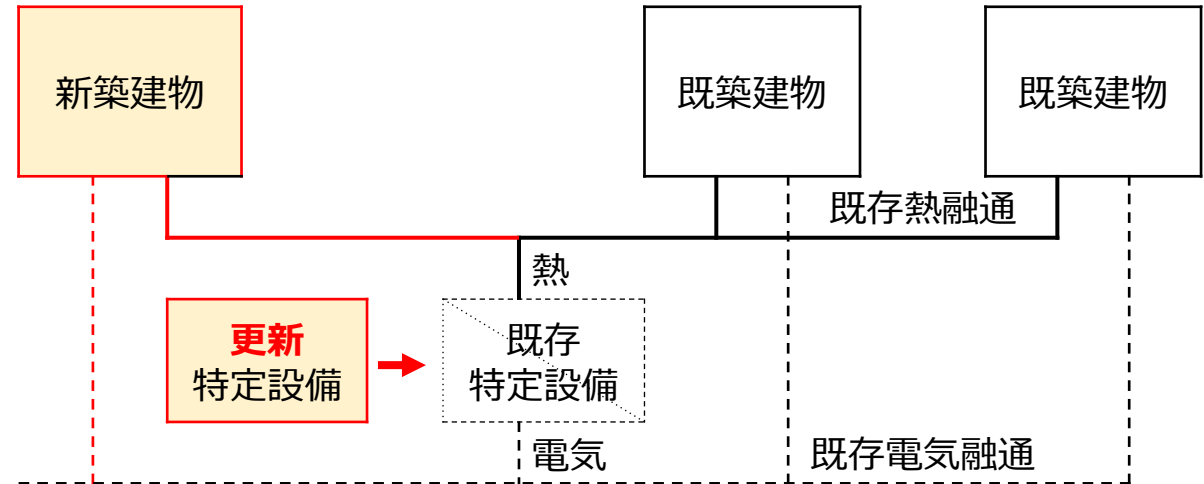 新築建物
既築建物
既築建物
既存熱融通
熱
更新
特定設備
既存
特定設備
電気
既存電気融通